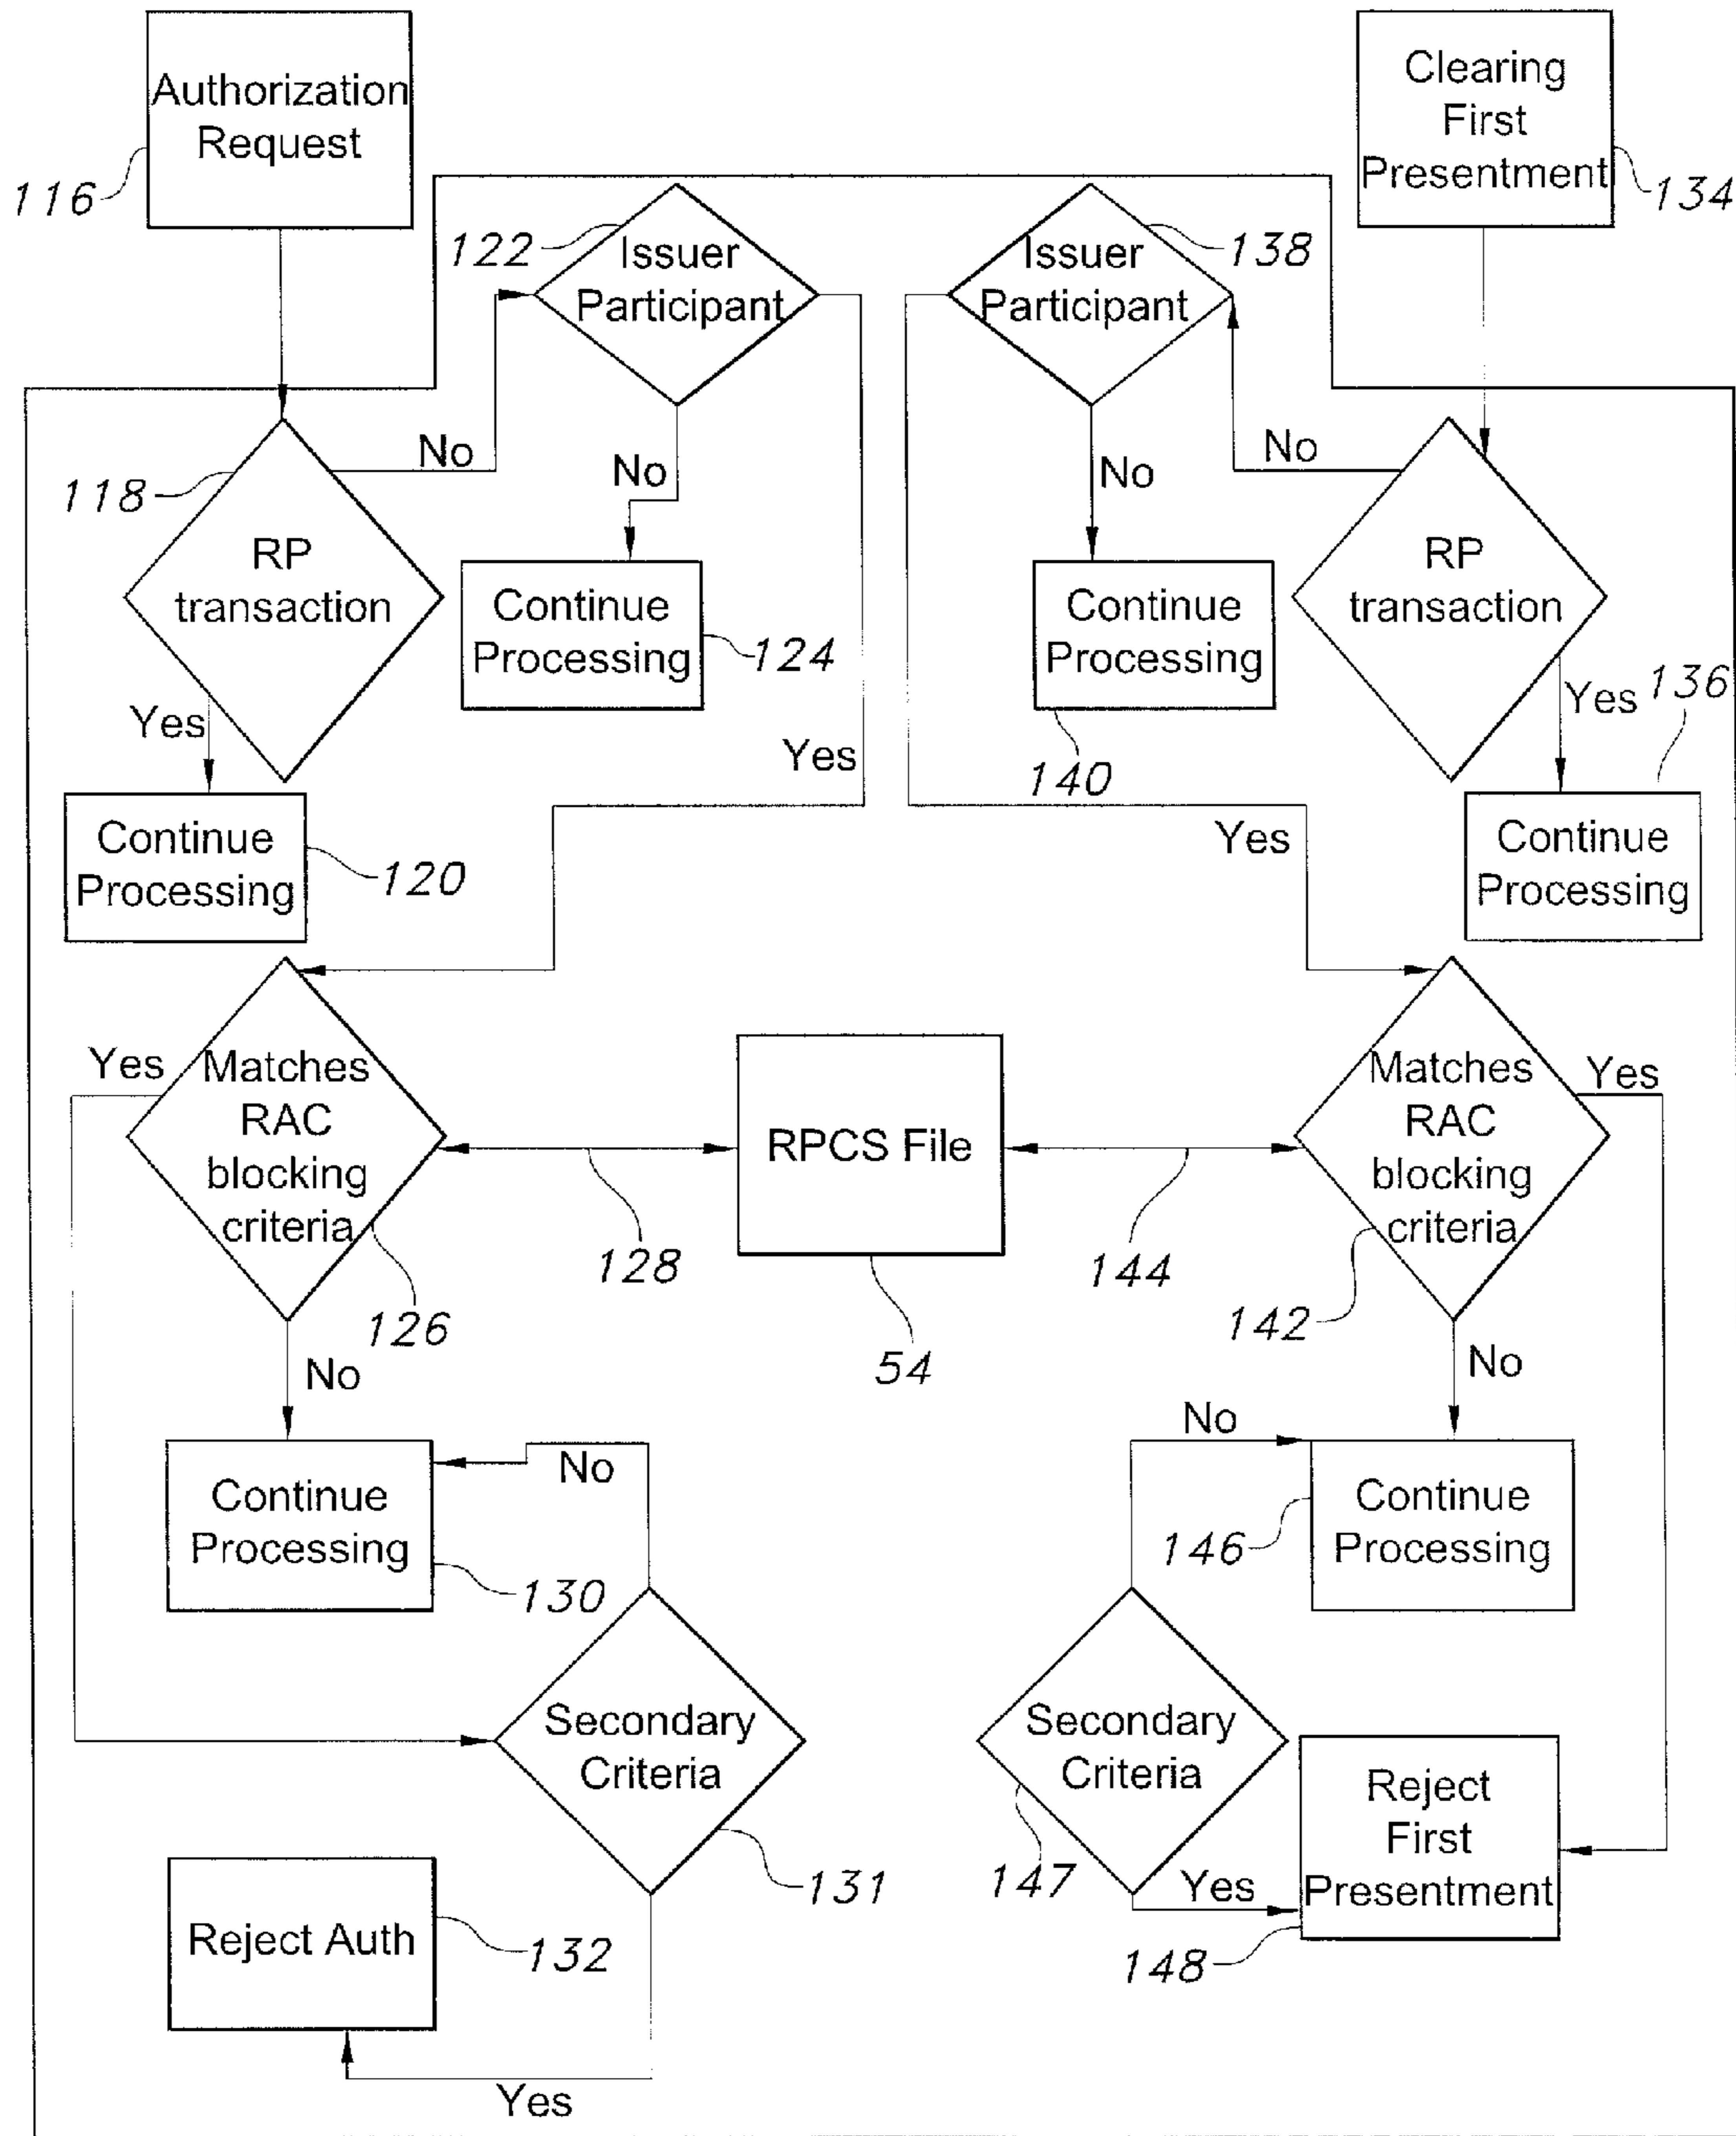 Authorization
Request
116
Clearing
First
Presentment
134
122
Issuer
Participant
Issuer
Participant
138
No
No
No
No
118
RP
transaction
Continue
Processing
124
Continue
Processing
140
RP
transaction
Yes
Yes
136
Yes
Yes
Continue
Processing
120
Continue
Processing
Yes
Matches
RAC
blocking
criteria
126
128
RPCS File
54
144
Matches
RAC
blocking
criteria
142
Yes
No
No
Continue
Processing
130
No
No
Continue
Processing
146
Secondary
Criteria
131
Secondary
Criteria
147
Yes
Reject
First
Presentment
148
Reject Auth
132
Yes